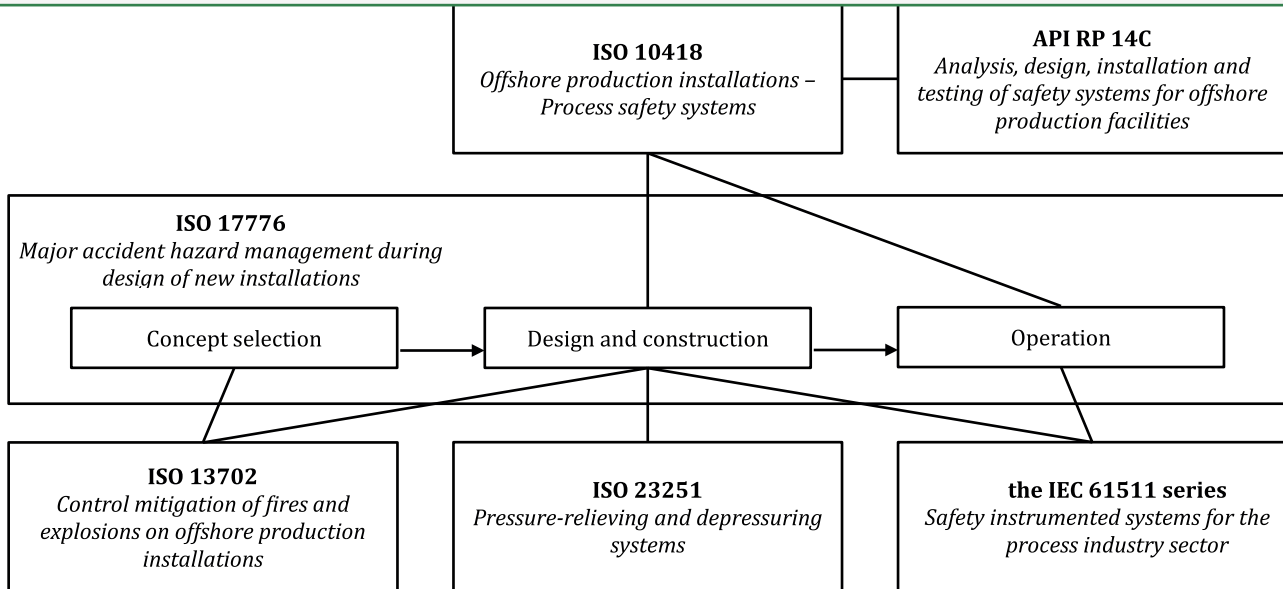 ISO 10418
Offshore production installations –
Process safety systems
API RP 14C
Analysis, design, installation and
testing of safety systems for offshore
production facilities
ISO 17776
Major accident hazard management during
design of new installations
Concept selection
Design and construction
Operation
ISO 13702
Control mitigation of fires and
explosions on offshore production
installations
ISO 23251
Pressure-relieving and depressuring
systems
the IEC 61511 series
Safety instrumented systems for the
process industry sector